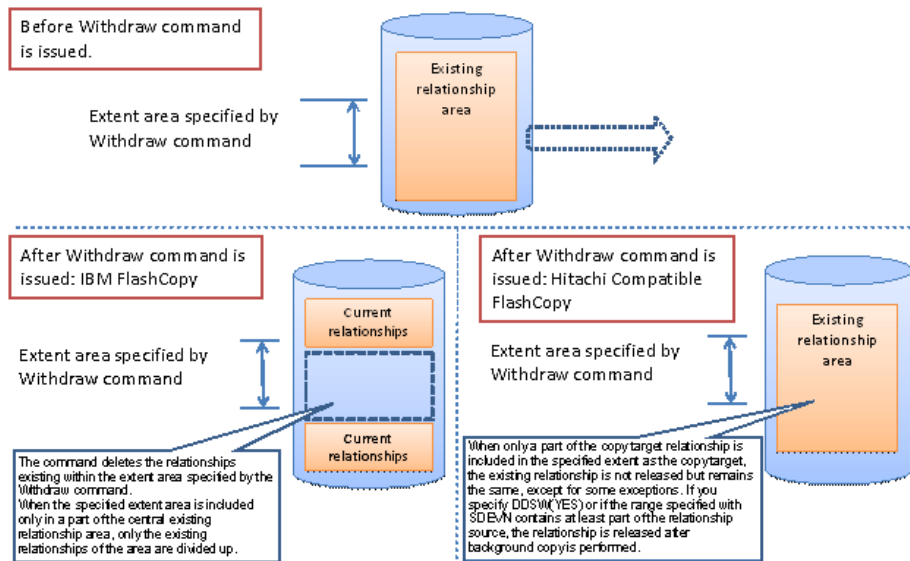 Before Withdraw command
is issued.
Existing
relationship
area
Extent area specified by
Withdraw command
After Withdraw command is
issued: IBM FlashCopy
Current
relationships
Extent area specified by
Withdraw command
Current
relationships
The command deletes the relationships
existing within the extent area specified by the
Withdraw command.
When the specified extent area is included
only in a part of the central existing
relationship area, only the existing
relationships of the area are divided up.
After Withdraw command is
issued: Hitachi Compatible
FlashCopy
Existing
relationship
area
Extent area specified by
Withdraw command
When only a part of the copy target relationship is
included in the specified extent as the copy target,
the existing relationship is not released but remains
the same, except for some exceptions. If you
specify DDSW(YES) or if the range specified with
SDEVN contains at least part of the relationship
source, the relationship is released after
background copy is performed.